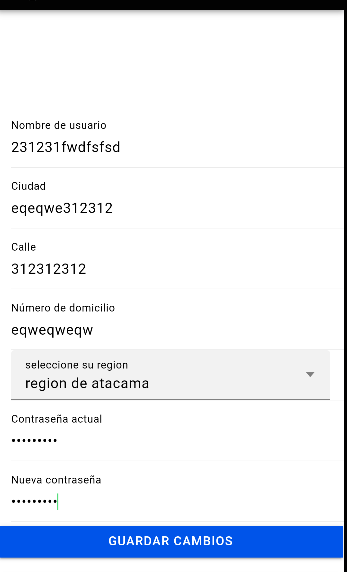 Nombre de usuario
231231fwdfsfsd
Ciudad
eqeqwe312312
Calle
312312312
Número de domicilio
eqweqweqw
seleccione su region
region de atacama
Contraseña actual
•••••••••
Nueva contraseña
•••••••••
GUARDAR CAMBIOS